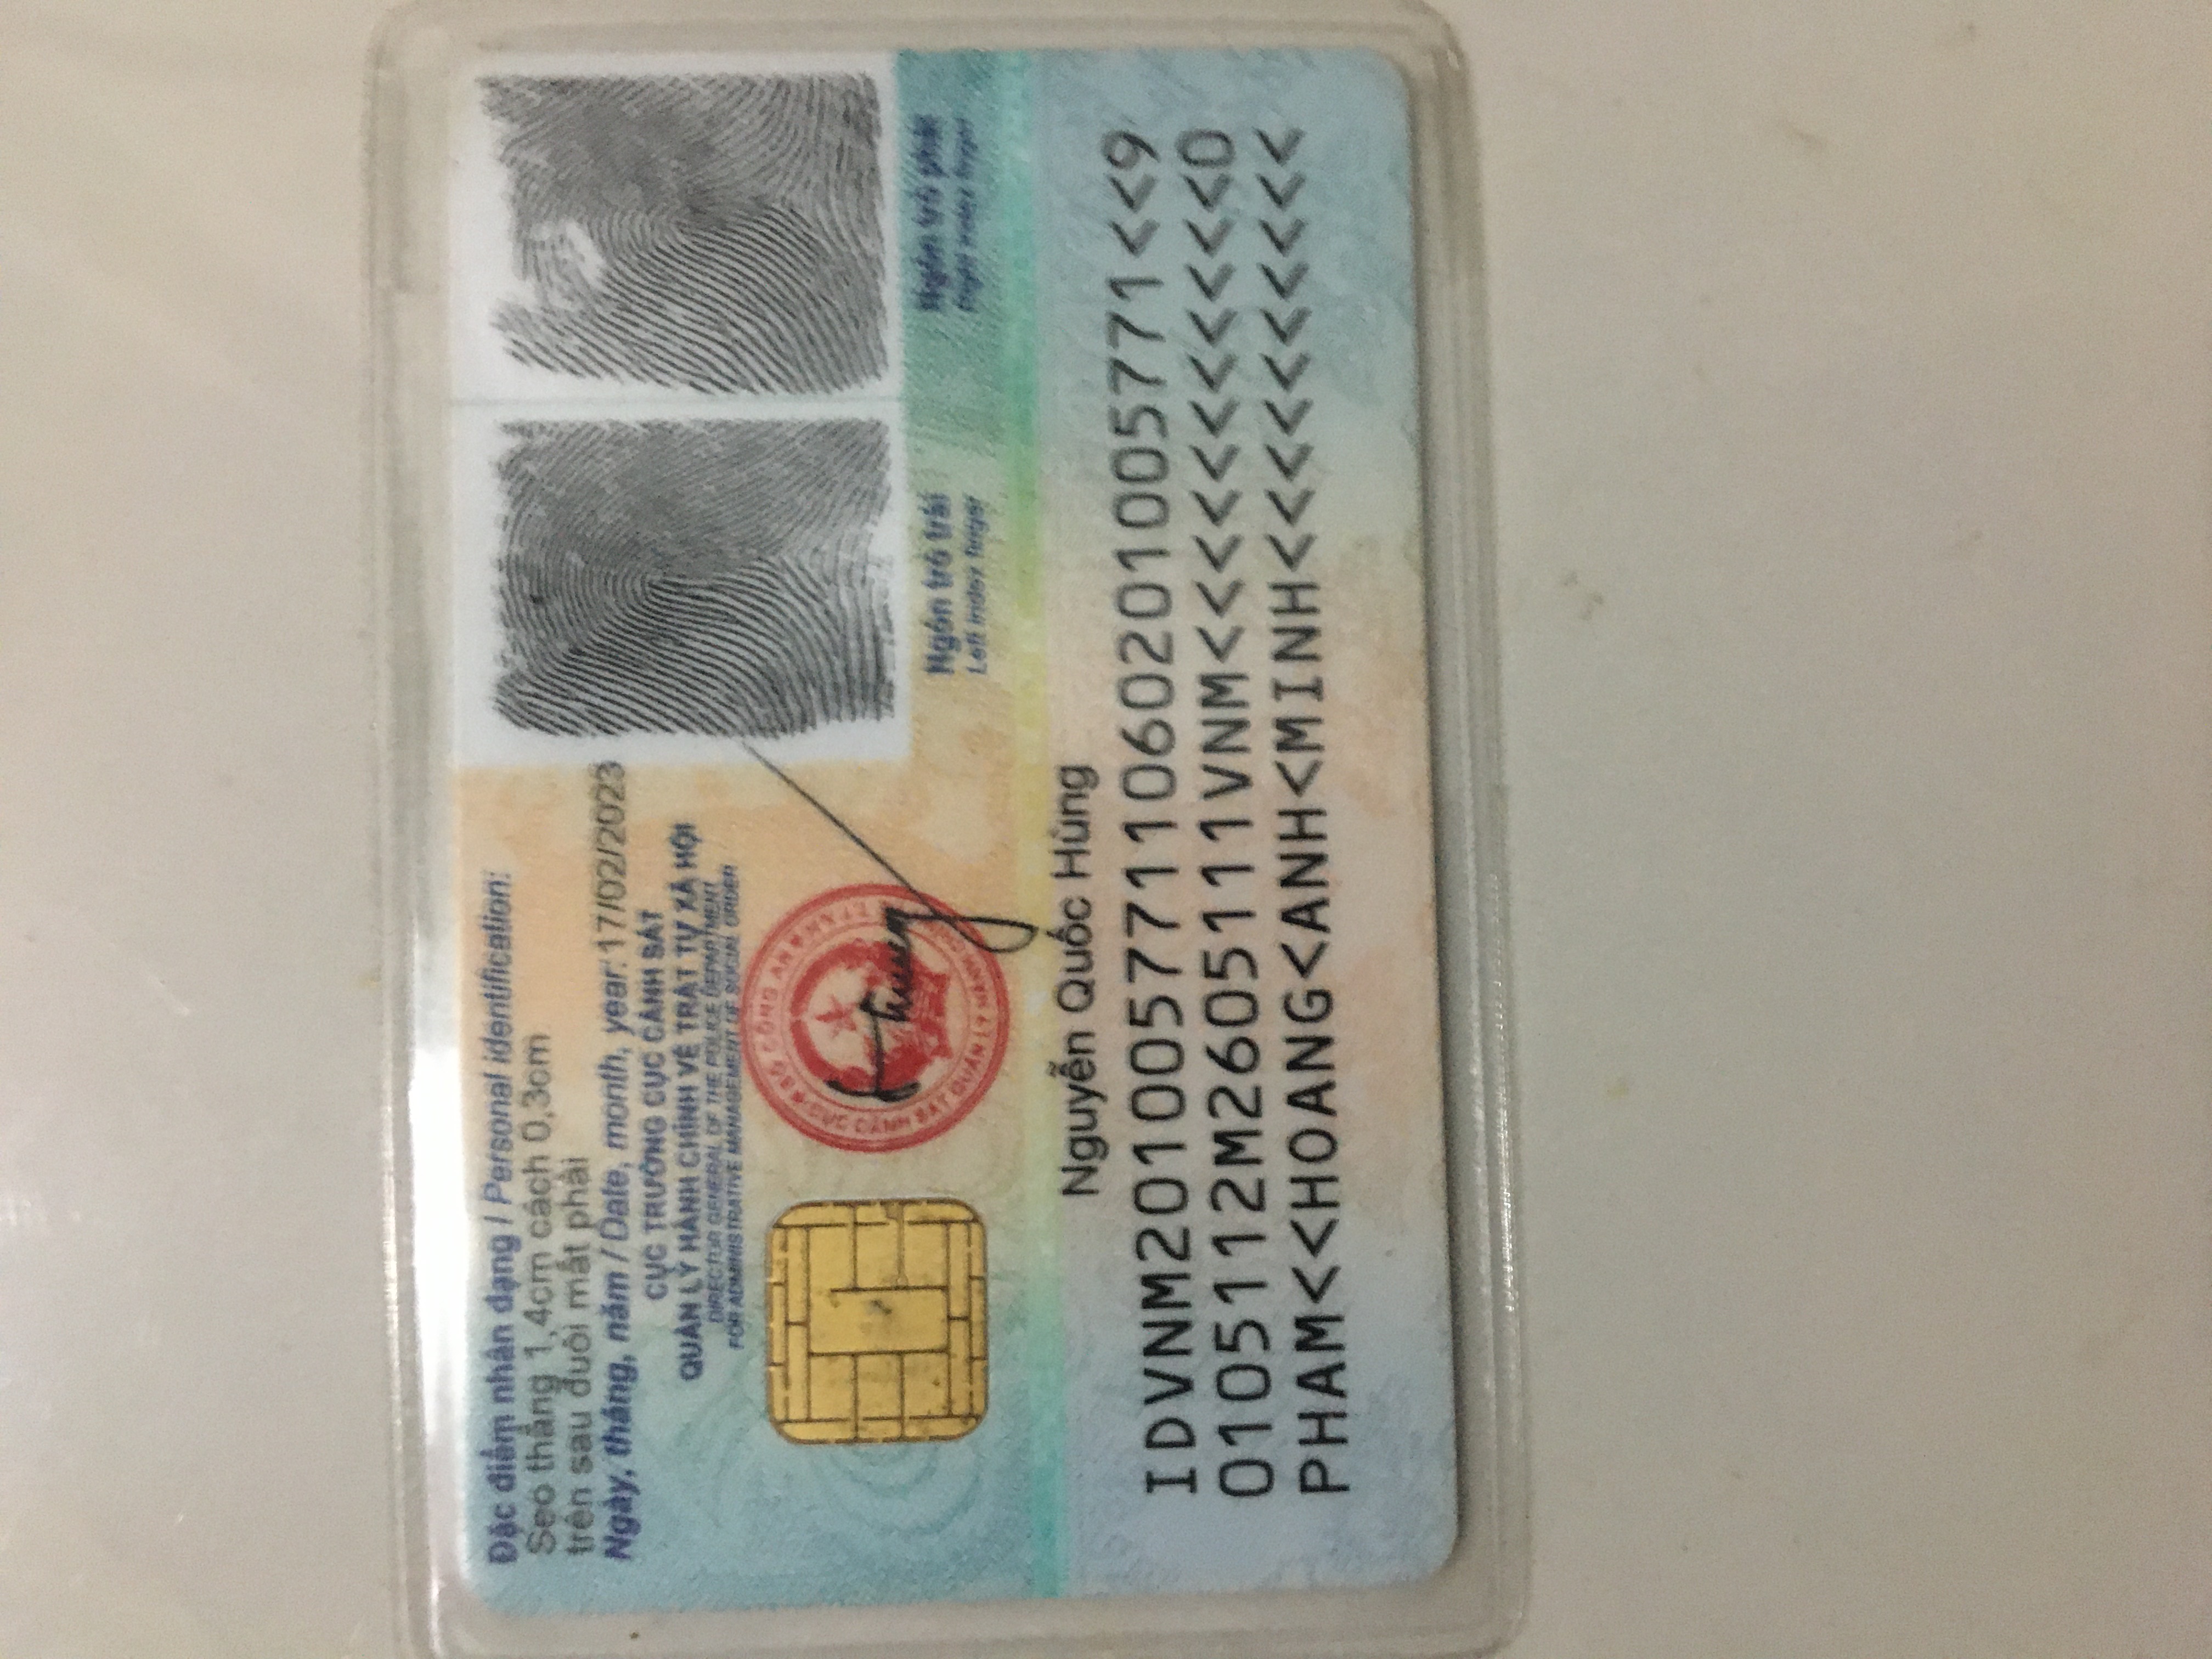 Đặc điểm nhân dạng / Personal identification:
Sẹo thẳng 1,4cm cách 0,3cm
trên sau đuôi mắt phải
Ngày, tháng, năm / Date, month, year: 17/02/2023
CỤC TRƯỞNG CỤC CẢNH SÁT
QUẢN LÝ HÀNH CHÍNH VỀ TRẬT TỰ XÃ HỘI
DIRECTOR GENERAL OF THE POLICE DEPARTMENT
FOR ADMINISTRATIVE MANAGEMENT OF SOCIAL ORDER
Nguyễn Quốc Hùng
Ngón trỏ trái
Left index finger
Ngón trỏ phải
Right index finger
IDVNM2010057711060201005771<<9
0105112M2605111VNM<<<<<<<<<<<0
PHAM<<HOANG<ANH<MINH<<<<<<<<<<